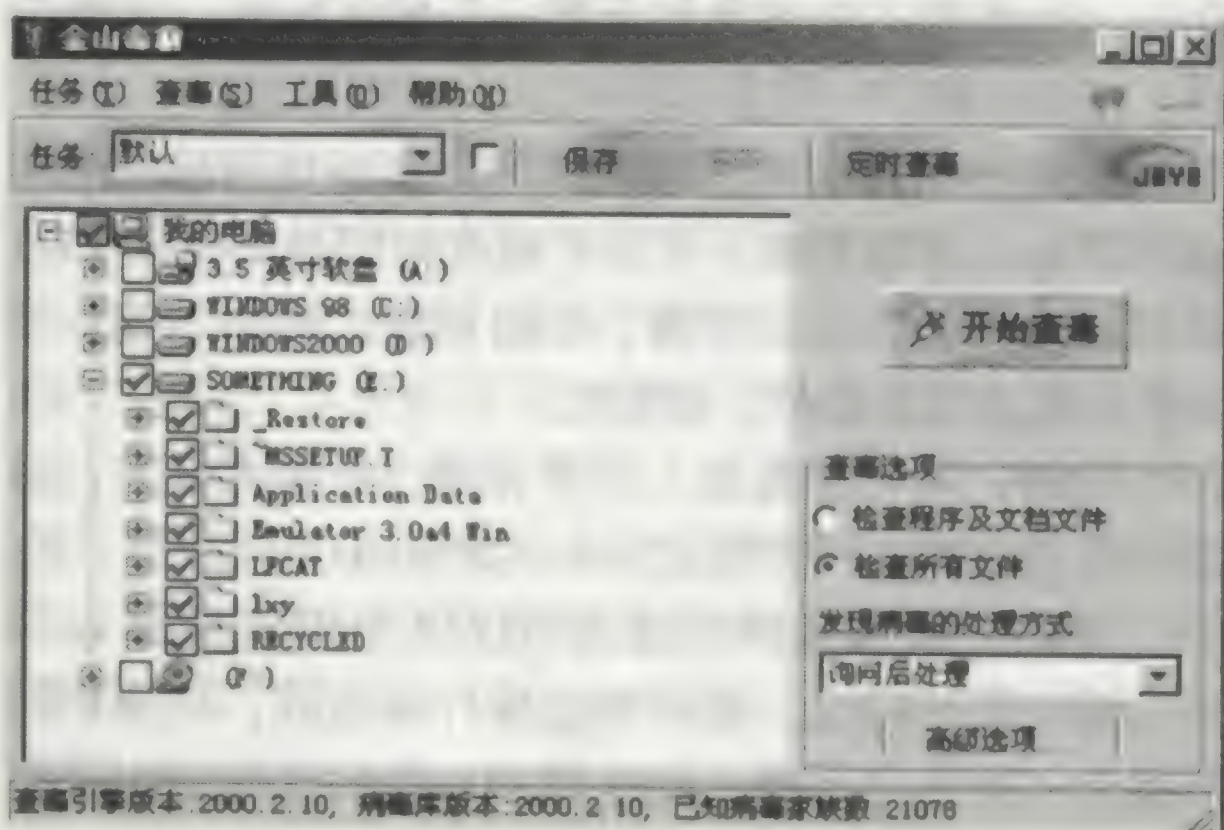 金山毒霸
任务(T) 查毒(S) 工具(Q) 帮助(H)
任务: 默认 保存 定时查毒
我的电脑
3.5 英寸软盘 (A:)
WINDOWS 98 (C:)
WINDOWS2000 (D:)
SOMETHING (E:)
_Restore
~MSSETUP.T
Application Data
Emulator 3.0a4 Win
LPCAT
lxy
RECYCLED
(F:)
开始查毒
查毒选项
检查程序及文档文件
检查所有文件
发现病毒的处理方式
询问后处理
高级选项
查毒引擎版本:2000.2.10, 病毒库版本:2000.2.10, 已知病毒家族数 21078